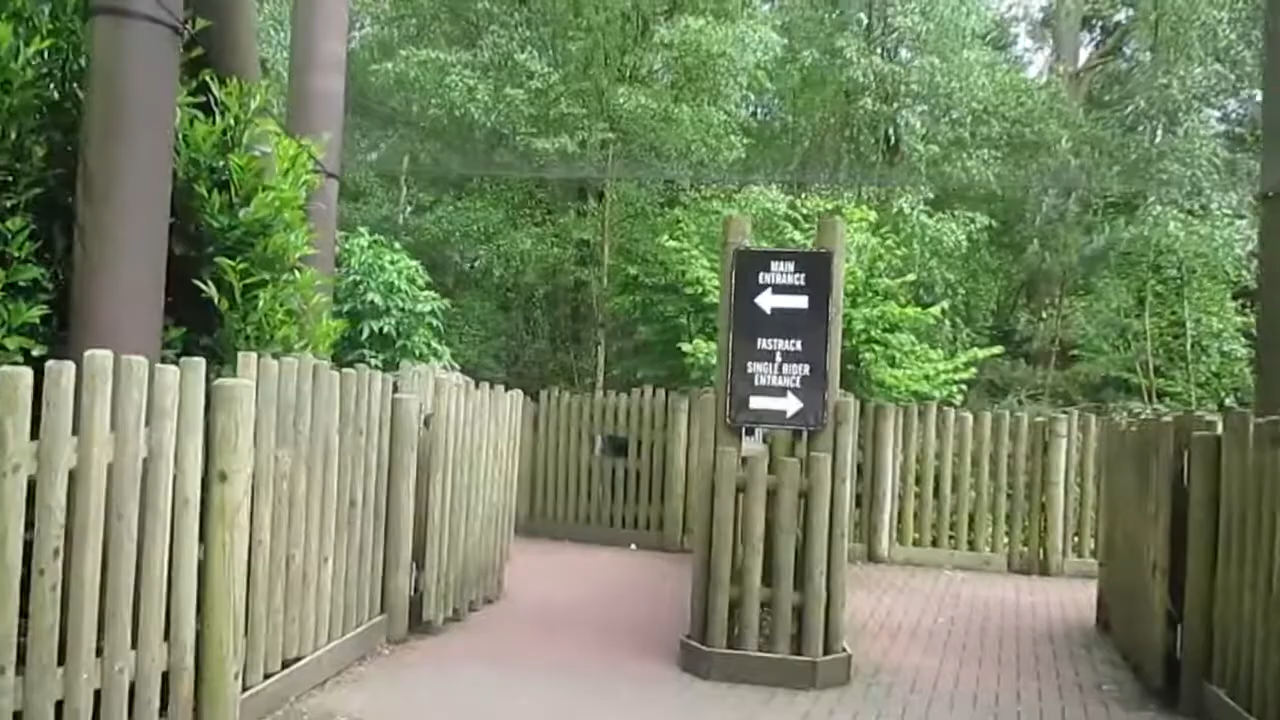 MAIN
ENTRANCE
FASTRACK
&
SINGLE RIDER
ENTRANCE